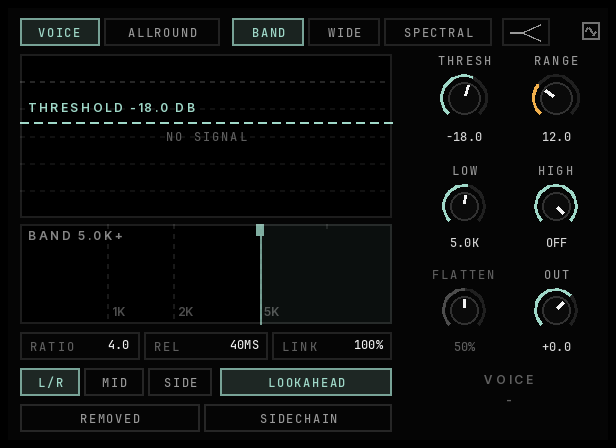 VOICE ALLROUND BAND WIDE SPECTRAL
THRESH RANGE
THRESHOLD -18.0 DB
NO SIGNAL
-18.0 12.0
LOW HIGH
BAND 5.0K+
5.0K OFF
FLATTEN OUT
1K 2K 5K
RATIO 4.0 REL 40MS LINK 100%
50% +0.0
L/R MID SIDE LOOKAHEAD
VOICE
-
REMOVED SIDECHAIN